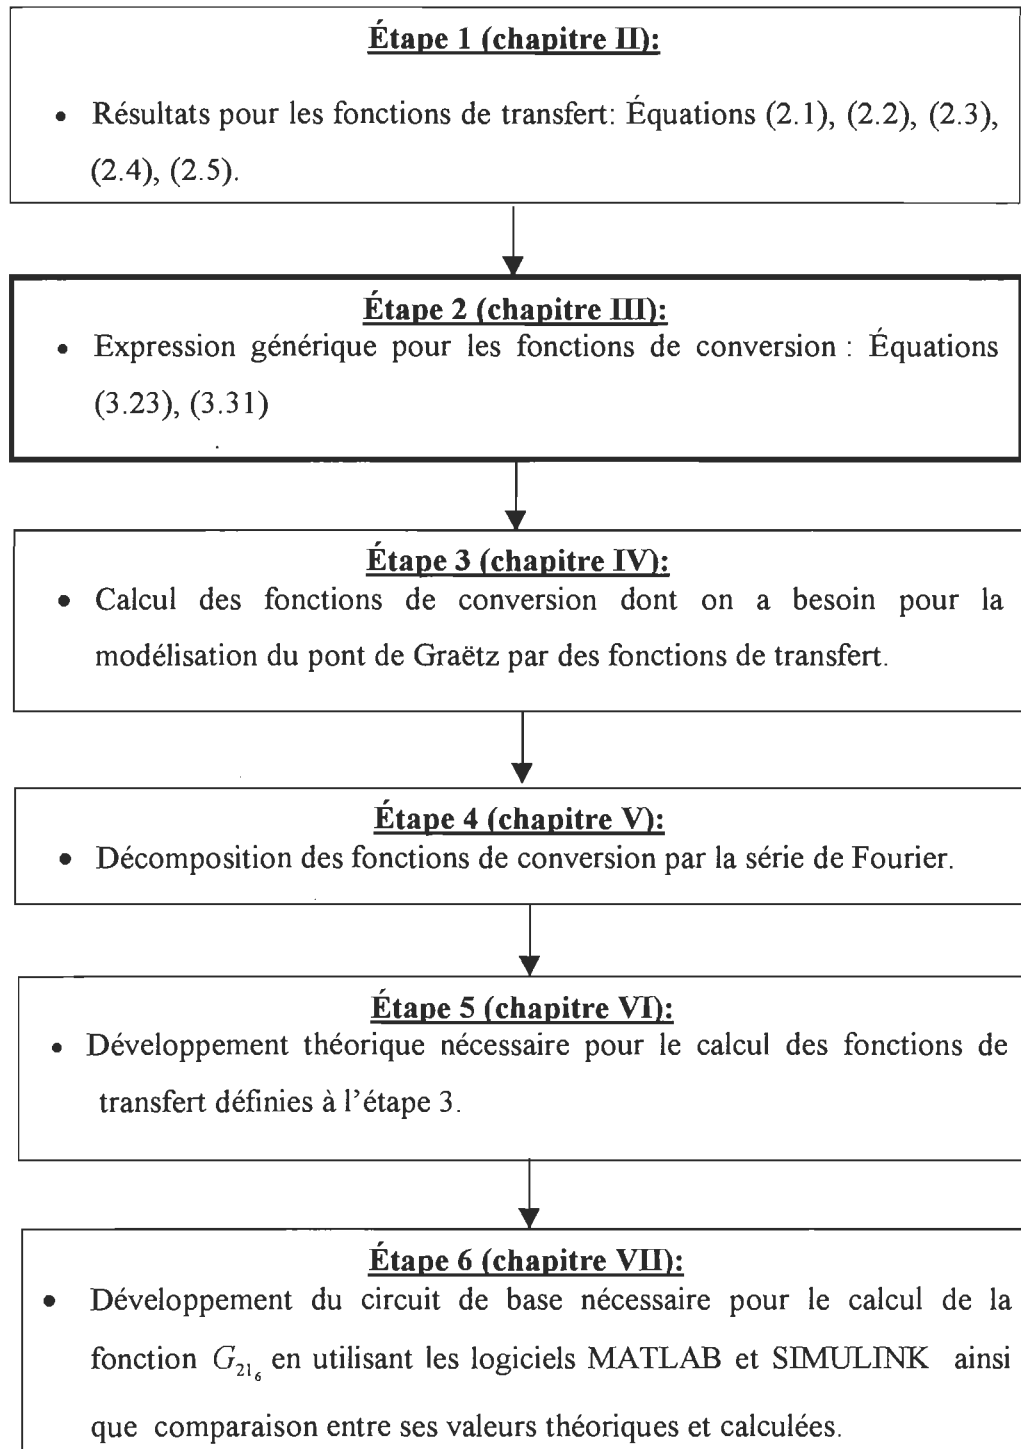 Étape 1 (chapitre II):
• Résultats pour les fonctions de transfert: Équations (2.1), (2.2), (2.3),
(2.4), (2.5).
Étape 2 (chapitre III):
• Expression générique pour les fonctions de conversion : Équations
(3.23), (3.31)
Étape 3 (chapitre IV):
• Calcul des fonctions de conversion dont on a besoin pour la
modélisation du pont de Graëtz par des fonctions de transfert.
Étape 4 (chapitre V):
• Décomposition des fonctions de conversion par la série de Fourier.
Étape 5 (chapitre VI):
• Développement théorique nécessaire pour le calcul des fonctions de
transfert définies à l'étape 3.
Étape 6 (chapitre VII):
• Développement du circuit de base nécessaire pour le calcul de la
fonction G₂₁₆ en utilisant les logiciels MATLAB et SIMULINK ainsi
que comparaison entre ses valeurs théoriques et calculées.